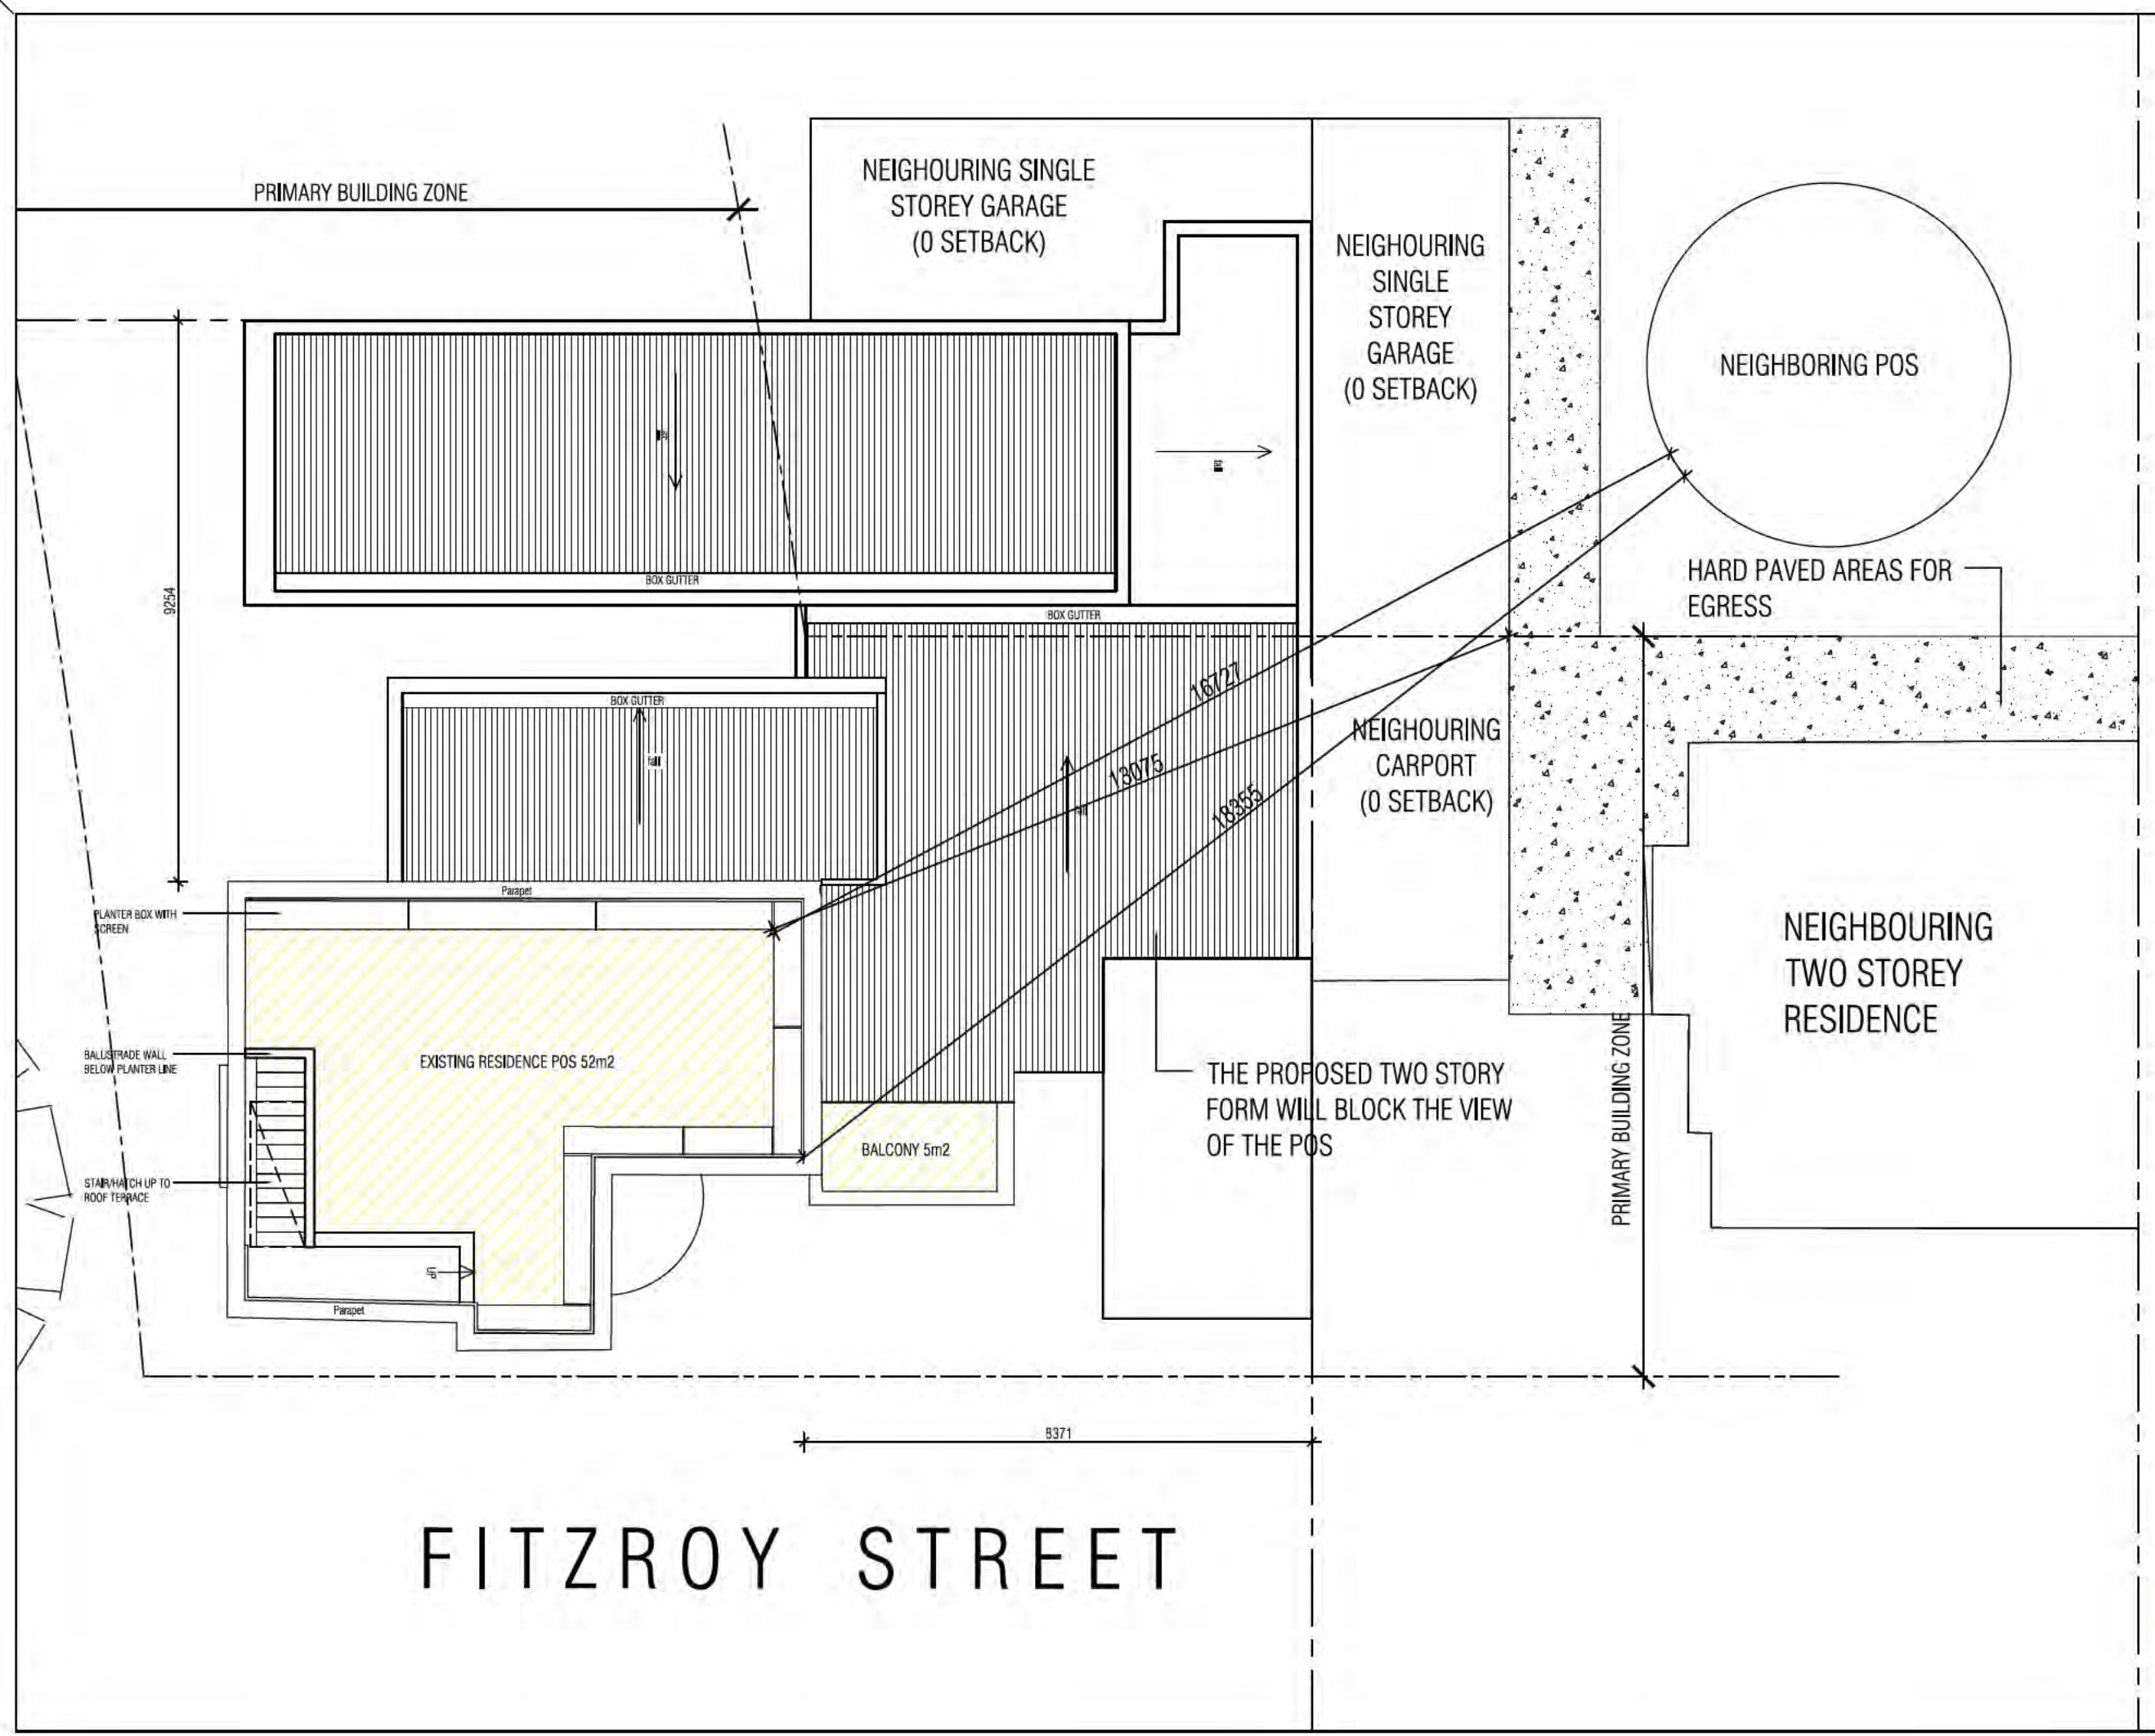 PRIMARY BUILDING ZONE
NEIGHOURING SINGLE
STOREY GARAGE
(0 SETBACK)
NEIGHOURING
SINGLE
STOREY
GARAGE
(0 SETBACK)
NEIGHBORING POS
HARD PAVED AREAS FOR
EGRESS
BOX GUTTER
BOX GUTTER
BOX GUTTER
9254
fall
16727
13075
18355
NEIGHOURING
CARPORT
(0 SETBACK)
Parapet
PLANTER BOX WITH
SCREEN
NEIGHBOURING
TWO STOREY
RESIDENCE
BALUSTRADE WALL
BELOW PLANTER LINE
EXISTING RESIDENCE POS 52m2
THE PROPOSED TWO STORY
FORM WILL BLOCK THE VIEW
OF THE POS
PRIMARY BUILDING ZONE
BALCONY 5m2
STAIR/HATCH UP TO
ROOF TERRACE
UP
Parapet
8371
FITZROY STREET